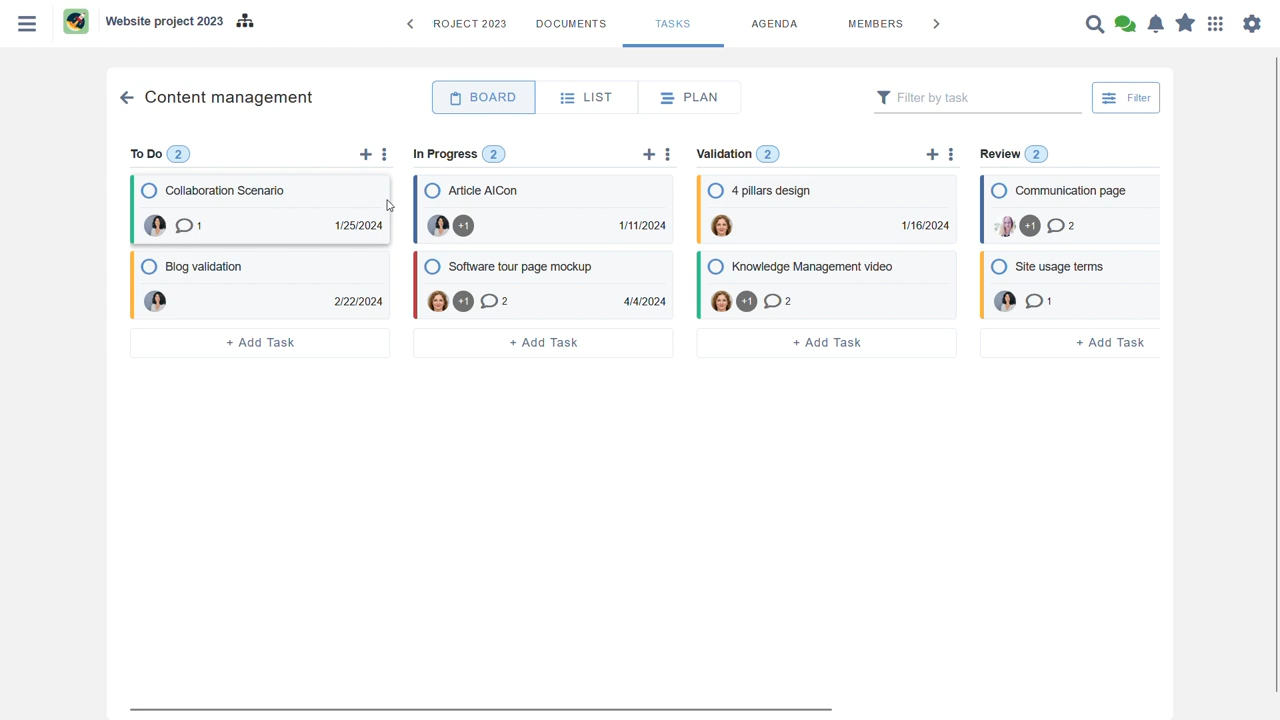 Website project 2023
ROJECT 2023 DOCUMENTS TASKS AGENDA MEMBERS
Content management
BOARD LIST PLAN
Filter by task
Filter
To Do 2
Collaboration Scenario
1 1/25/2024
Blog validation
2/22/2024
+ Add Task
In Progress 2
Article AICon
+1 1/11/2024
Software tour page mockup
+1 2 4/4/2024
+ Add Task
Validation 2
4 pillars design
1/16/2024
Knowledge Management video
+1 2
+ Add Task
Review 2
Communication page
+1 2
Site usage terms
1
+ Add Task